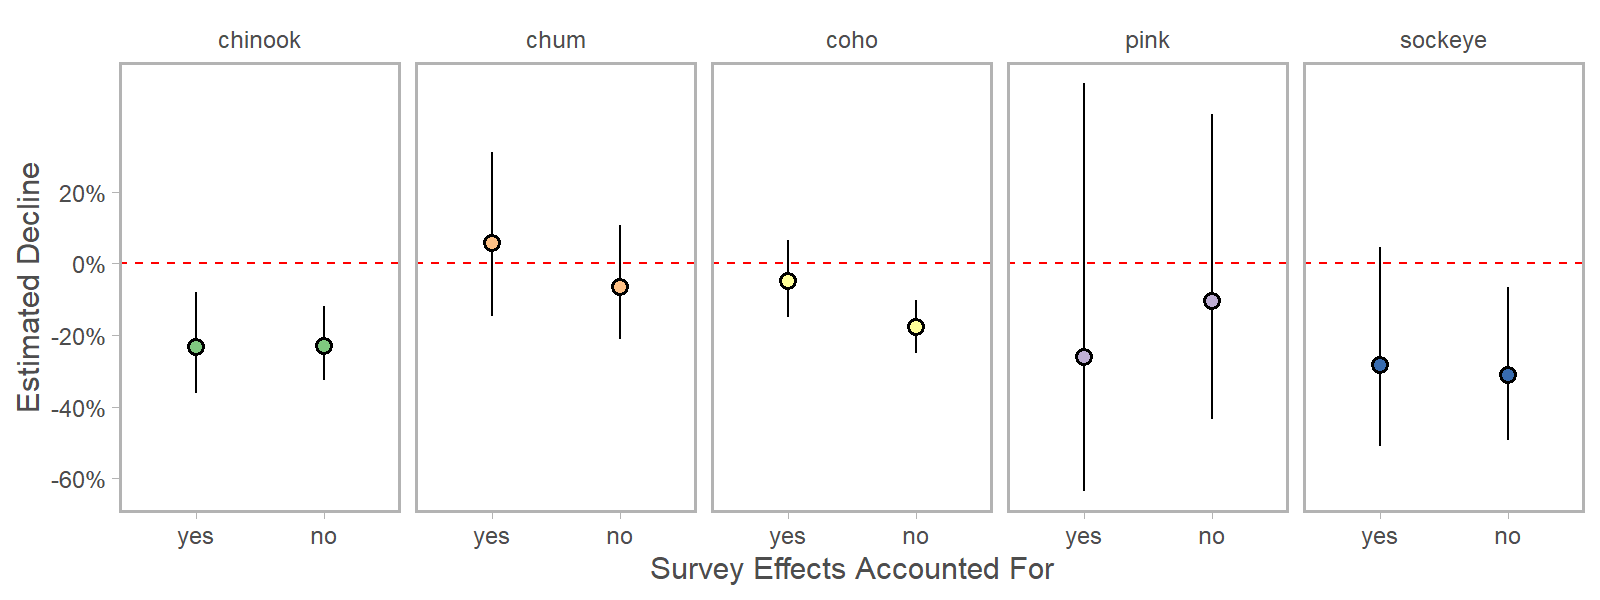 chinook chum coho pink sockeye
Estimated Decline
20%
0%
-20%
-40%
-60%
yes no yes no yes no yes no yes no
Survey Effects Accounted For